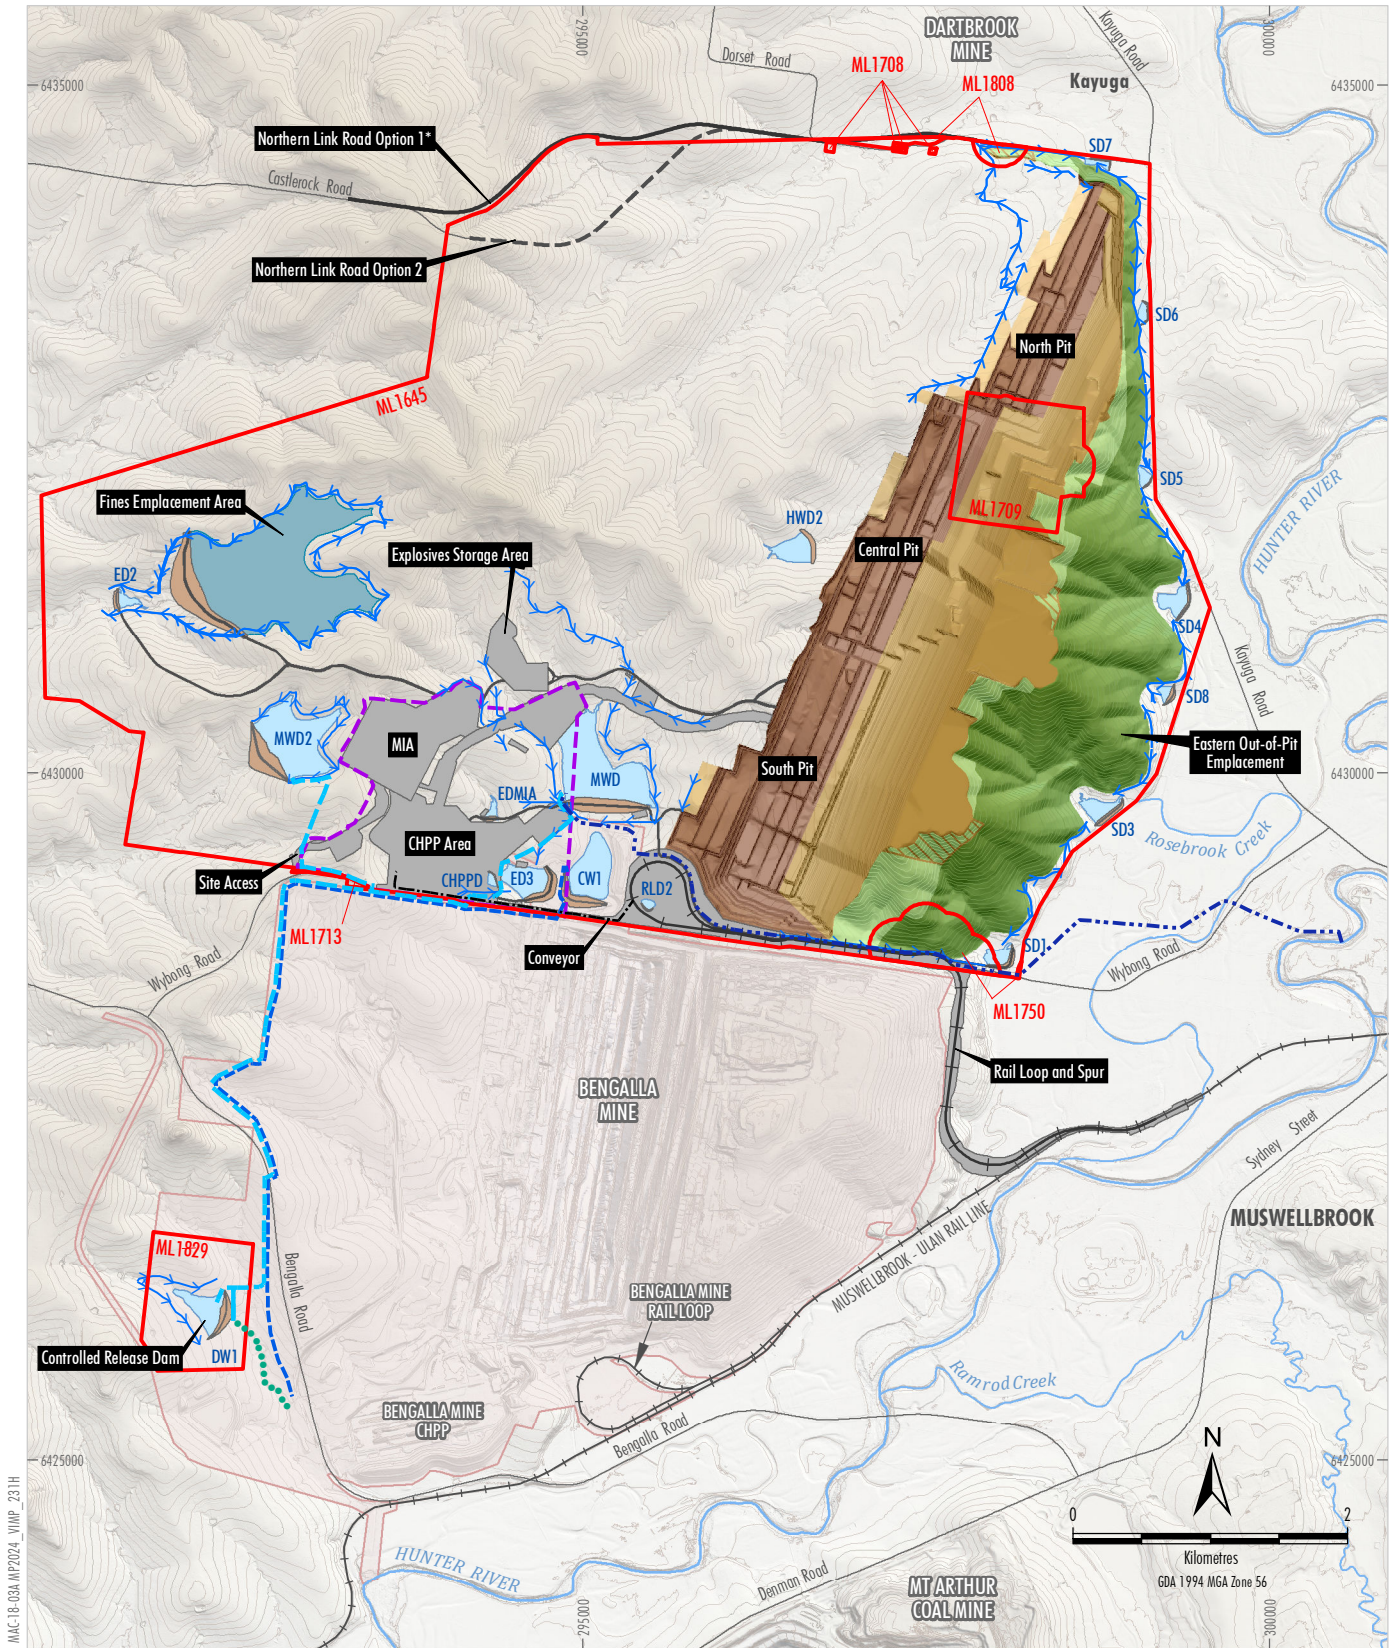 295000
300000
DARTBROOK
MINE
Kayuga Road
Dorset Road
ML1708
ML1808
Kayuga
6435000
6435000
Northern Link Road Option 1*
SD7
Castlerock Road
Northern Link Road Option 2
SD6
North Pit
ML1645
SD5
Fines Emplacement Area
ML1709
HWD2
HUNTER RIVER
Explosives Storage Area
Central Pit
ED2
SD4
Kayuga Road
SD8
MWD2
MIA
Eastern Out-of-Pit
Emplacement
6430000
South Pit
MWD
6430000
EDMIA
SD3
Rosebrook Creek
CHPP Area
Site Access
CHPPD
ED3
CW1
RLD2
ML1713
SD1
Conveyor
Wybong Road
Wybong Road
ML1750
Rail Loop and Spur
BENGALLA
MINE
Sydney Street
MUSWELLBROOK
ML1829
MUSWELLBROOK - ULAN RAIL LINE
Bengalla Road
BENGALLA MINE
RAIL LOOP
Controlled Release Dam
DW1
Ramrod Creek
BENGALLA MINE
CHPP
Bengalla Road
N
6425000
6425000
0
2
Kilometres
GDA 1994 MGA Zone 56
HUNTER RIVER
Denman Road
MT ARTHUR
COAL MINE
295000
300000
MAC-18-03A MP2024_VIMP_231H